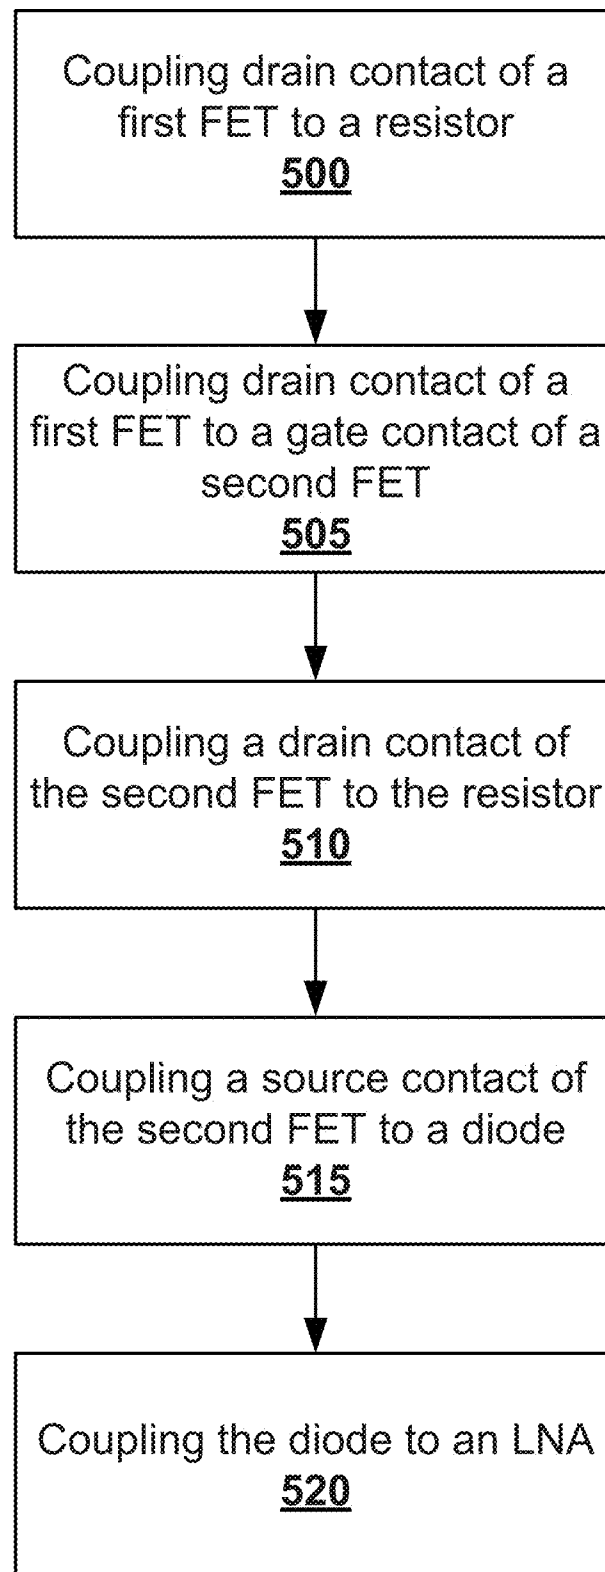 Coupling drain contact of a
first FET to a resistor
500
Coupling drain contact of a
first FET to a gate contact of a
second FET
505
Coupling a drain contact of
the second FET to the resistor
510
Coupling a source contact of
the second FET to a diode
515
Coupling the diode to an LNA
520